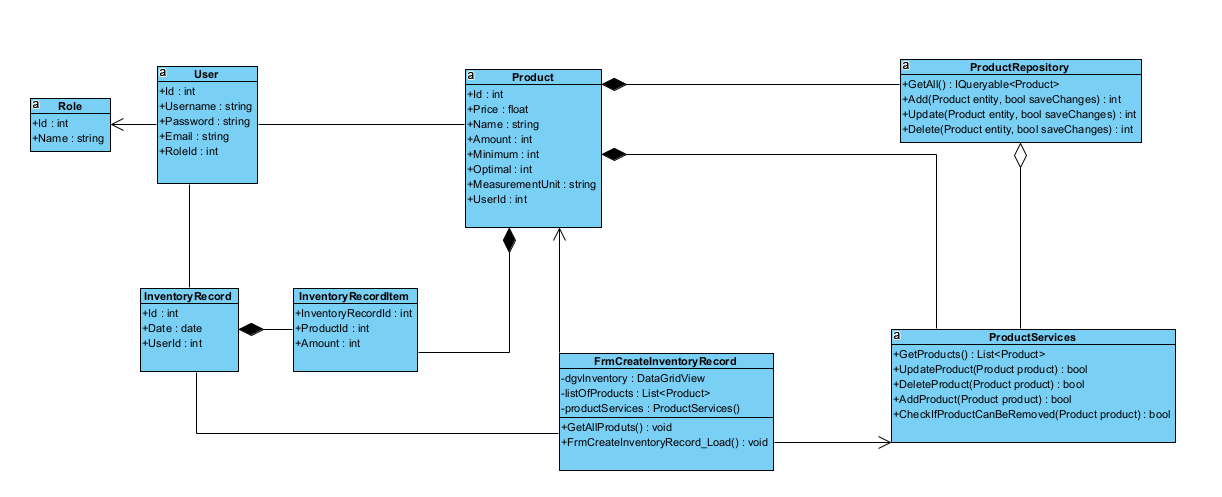 a
Role
+Id : int
+Name : string
a
User
+Id : int
+Username : string
+Password : string
+Email : string
+RoleId : int
a
Product
+Id : int
+Price : float
+Name : string
+Amount : int
+Minimum : int
+Optimal : int
+MeasurementUnit : string
+UserId : int
a
ProductRepository
+GetAll() : IQueryable<Product>
+Add(Product entity, bool saveChanges) : int
+Update(Product entity, bool saveChanges) : int
+Delete(Product entity, bool saveChanges) : int
InventoryRecord
+Id : int
+Date : date
+UserId : int
InventoryRecordItem
+InventoryRecordId : int
+ProductId : int
+Amount : int
FrmCreateInventoryRecord
-dgvInventory : DataGridView
-listOfProducts : List<Product>
-productServices : ProductServices()
+GetAllProduts() : void
+FrmCreateInventoryRecord_Load() : void
a
ProductServices
+GetProducts() : List<Product>
+UpdateProduct(Product product) : bool
+DeleteProduct(Product product) : bool
+AddProduct(Product product) : bool
+CheckIfProductCanBeRemoved(Product product) : bool